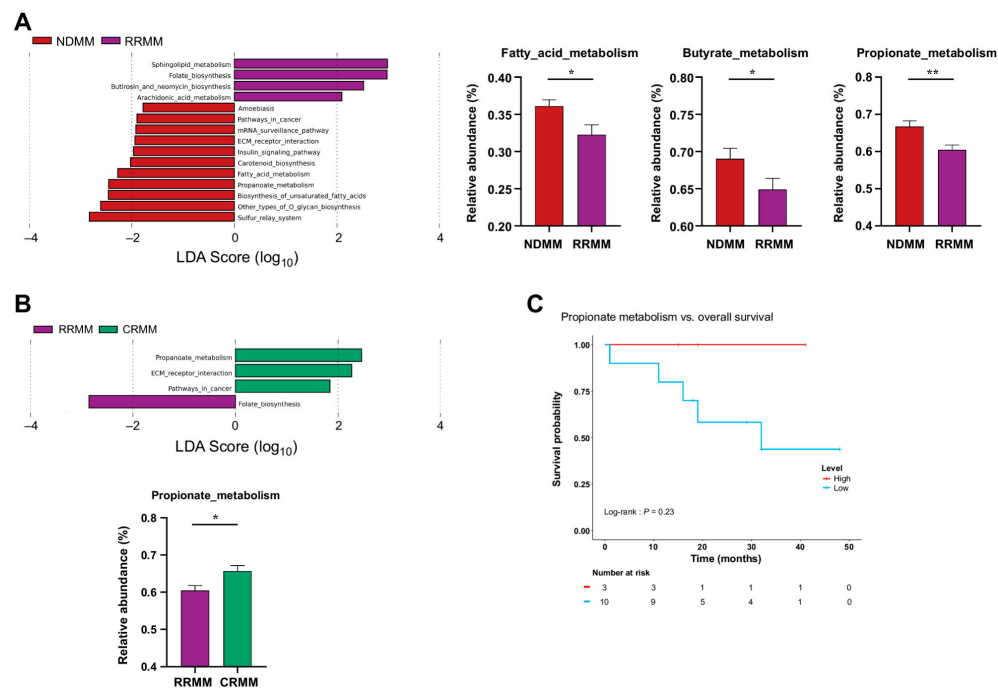 A
NDMM RRMM
Sphingolipid_metabolism
Folate_biosynthesis
Butirosin_and_neomycin_biosynthesis
Arachidonic_acid_metabolism
Amoebiasis
Pathways_in_cancer
mRNA_surveillance_pathway
ECM_receptor_interaction
Insulin_signaling_pathway
Carotenoid_biosynthesis
Fatty_acid_metabolism
Propanoate_metabolism
Biosynthesis_of_unsaturated_fatty_acids
Other_types_of_O_glycan_biosynthesis
Sulfur_relay_system
−4 −2 0 2 4
LDA Score (log10)
Fatty_acid_metabolism
Relative abundance (%)
0.40
0.35
0.30
0.25
0.20
*
NDMM RRMM
Butyrate_metabolism
Relative abundance (%)
0.80
0.75
0.70
0.65
0.60
*
NDMM RRMM
Propionate_metabolism
Relative abundance (%)
0.8
0.7
0.6
0.5
0.4
**
NDMM RRMM
B
RRMM CRMM
Propanoate_metabolism
ECM_receptor_interaction
Pathways_in_cancer
Folate_biosynthesis
−4 −2 0 2 4
LDA Score (log10)
Propionate_metabolism
Relative abundance (%)
0.8
0.7
0.6
0.5
0.4
*
RRMM CRMM
C
Propionate metabolism vs. overall survival
Survival probability
1.00
0.75
0.50
0.25
0.00
Level
High
Low
Log-rank : P = 0.23
0 10 20 30 40 50
Time (months)
Number at risk
3 3 1 1 1 0
10 9 5 4 1 0